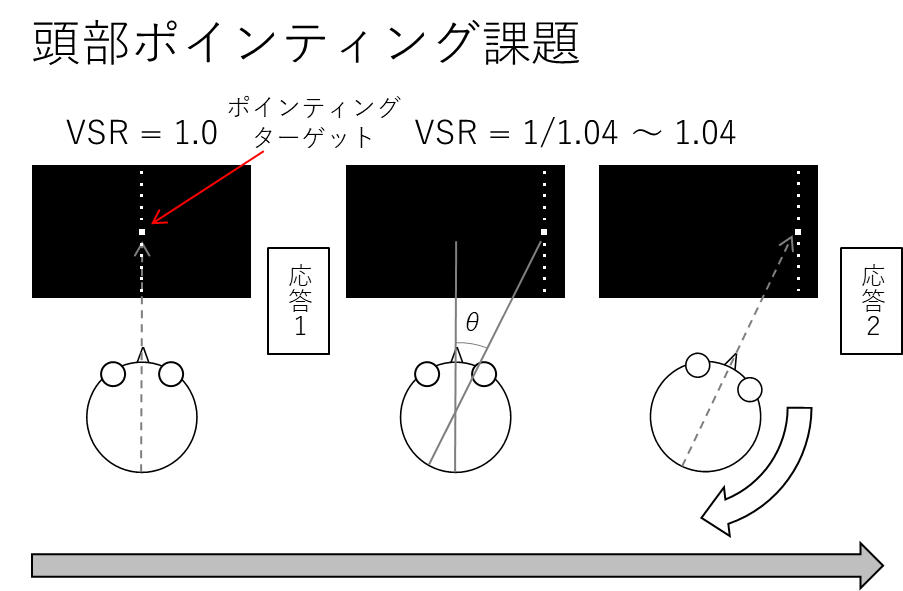 頭部ポインティング課題
ポインティング
ターゲット
VSR = 1.0
VSR = 1/1.04 ～ 1.04
応答1
θ
応答2